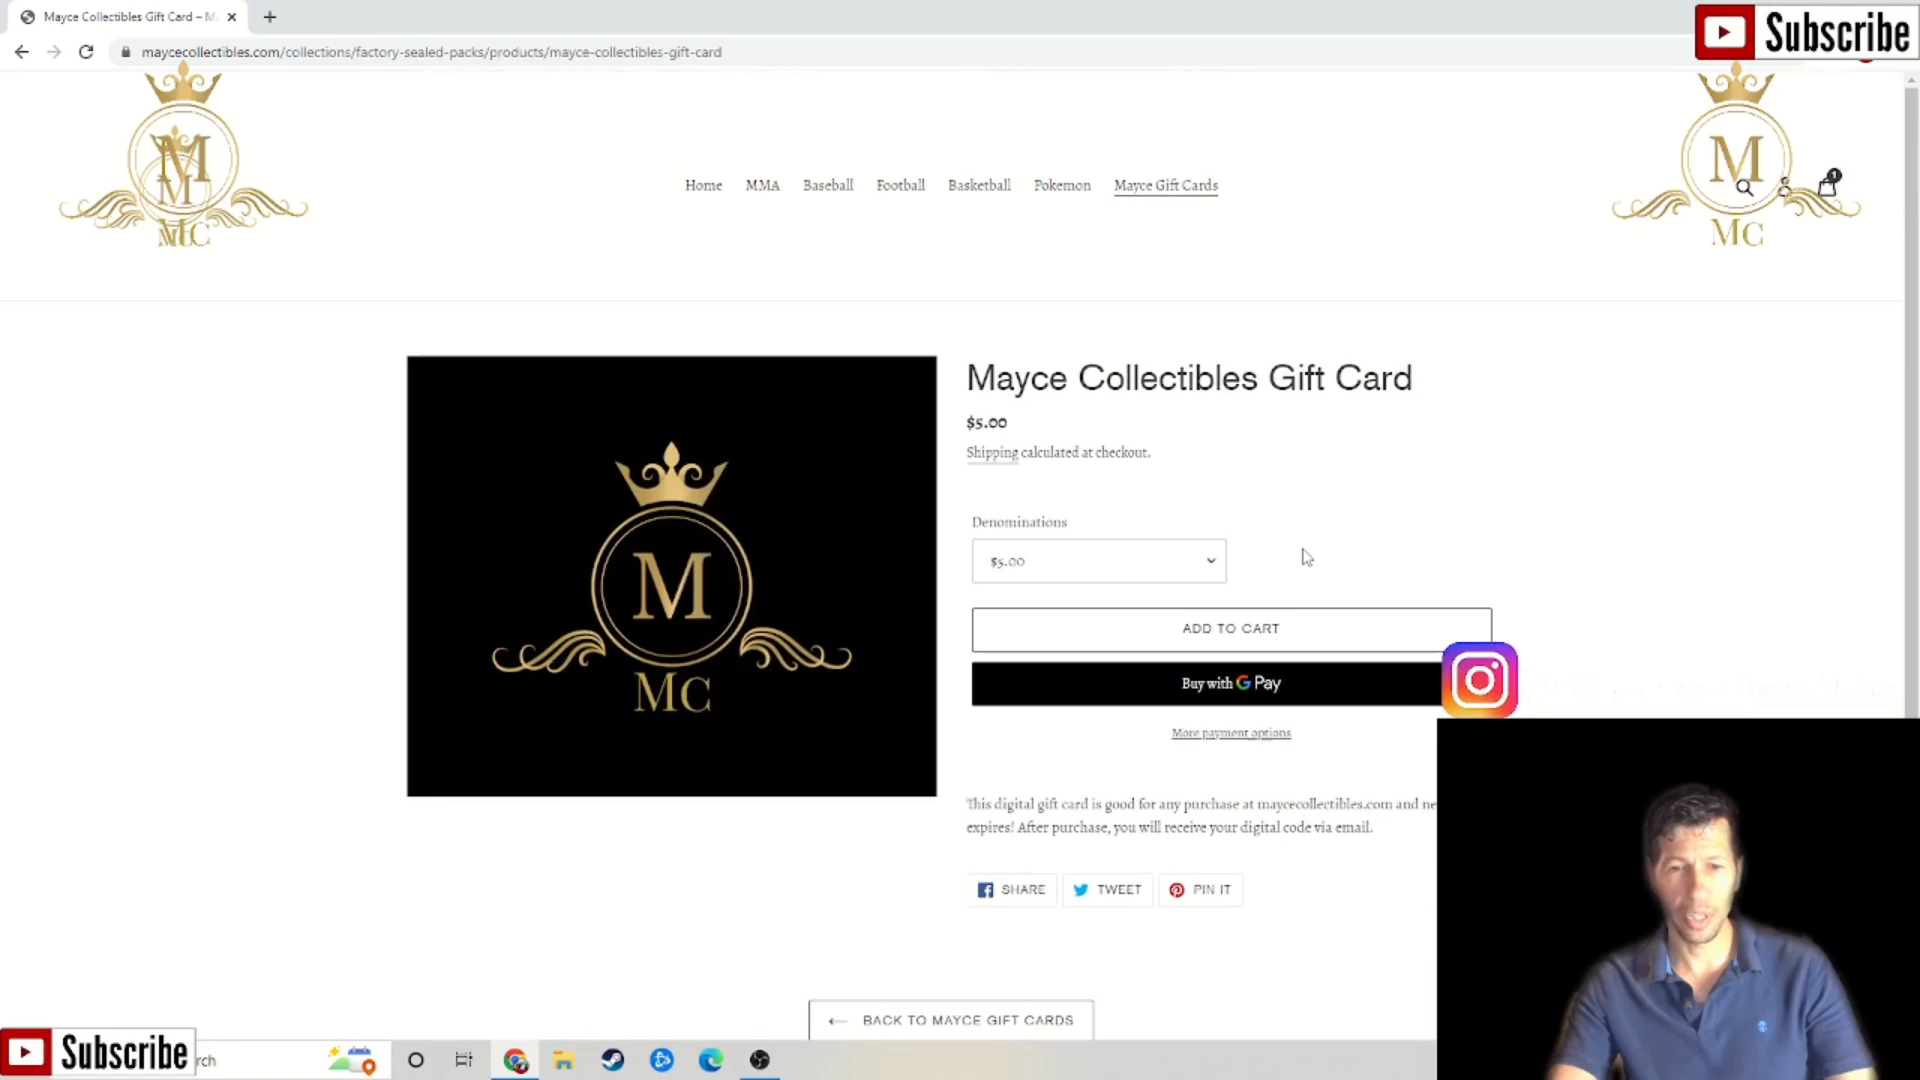 Mayce Collectibles Gift Card – M
Subscribe
maycecollectibles.com/collections/factory-sealed-packs/products/mayce-collectibles-gift-card
M
M
MC
Home MMA Baseball Football Basketball Pokemon Mayce Gift Cards
M
MC
1
Mayce Collectibles Gift Card
$5.00
Shipping calculated at checkout.
Denominations
$5.00
ADD TO CART
Buy with G Pay
More payment options
M
MC
This digital gift card is good for any purchase at maycecollectibles.com and ne
expires! After purchase, you will receive your digital code via email.
SHARE TWEET PIN IT
BACK TO MAYCE GIFT CARDS
Subscribe
rch